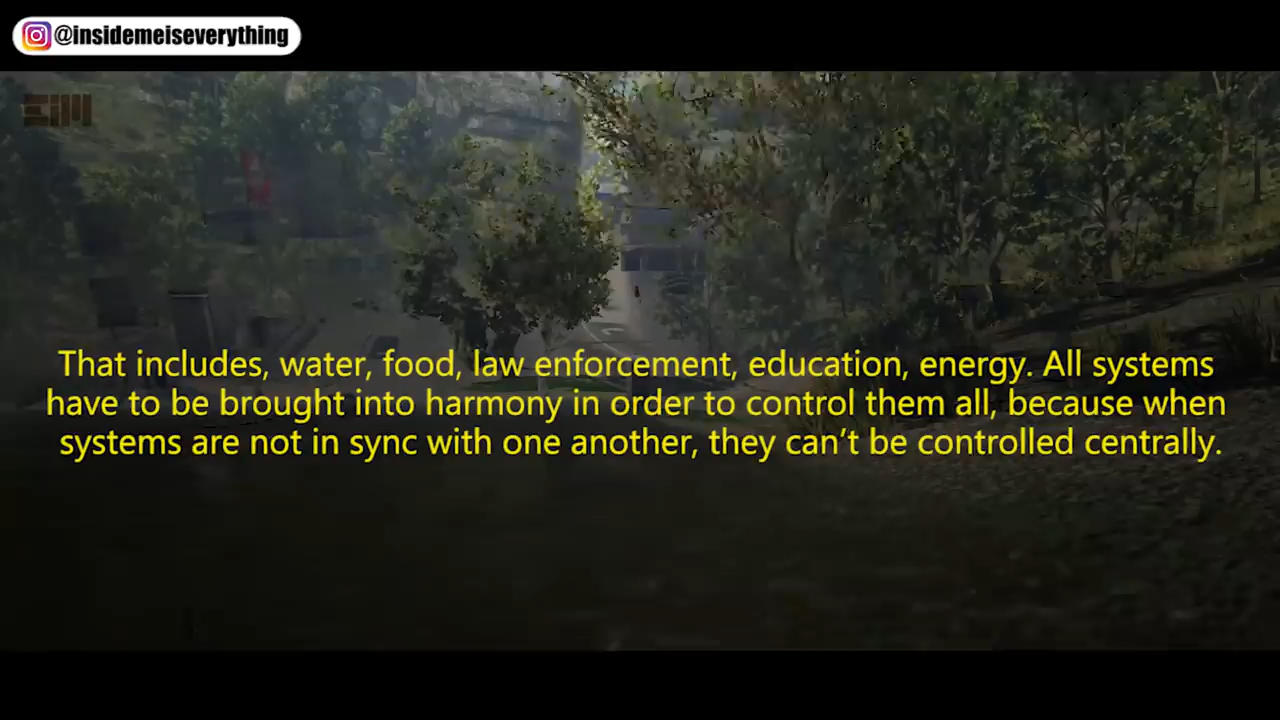 @insidemeiseverything
EIM
That includes, water, food, law enforcement, education, energy. All systems
have to be brought into harmony in order to control them all, because when
systems are not in sync with one another, they can’t be controlled centrally.